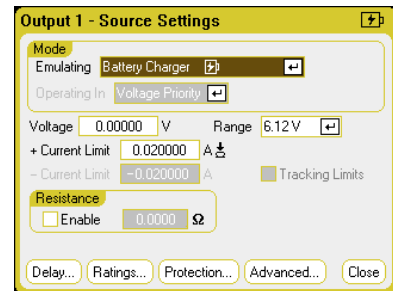 Output 1 - Source Settings
Mode
Emulating Battery Charger
Operating In Voltage Priority
Voltage 0.00000 V Range 6.12 V
+ Current Limit 0.020000 A
− Current Limit −0.020000 A Tracking Limits
Resistance
Enable 0.0000 Ω
Delay... Ratings... Protection... Advanced... Close